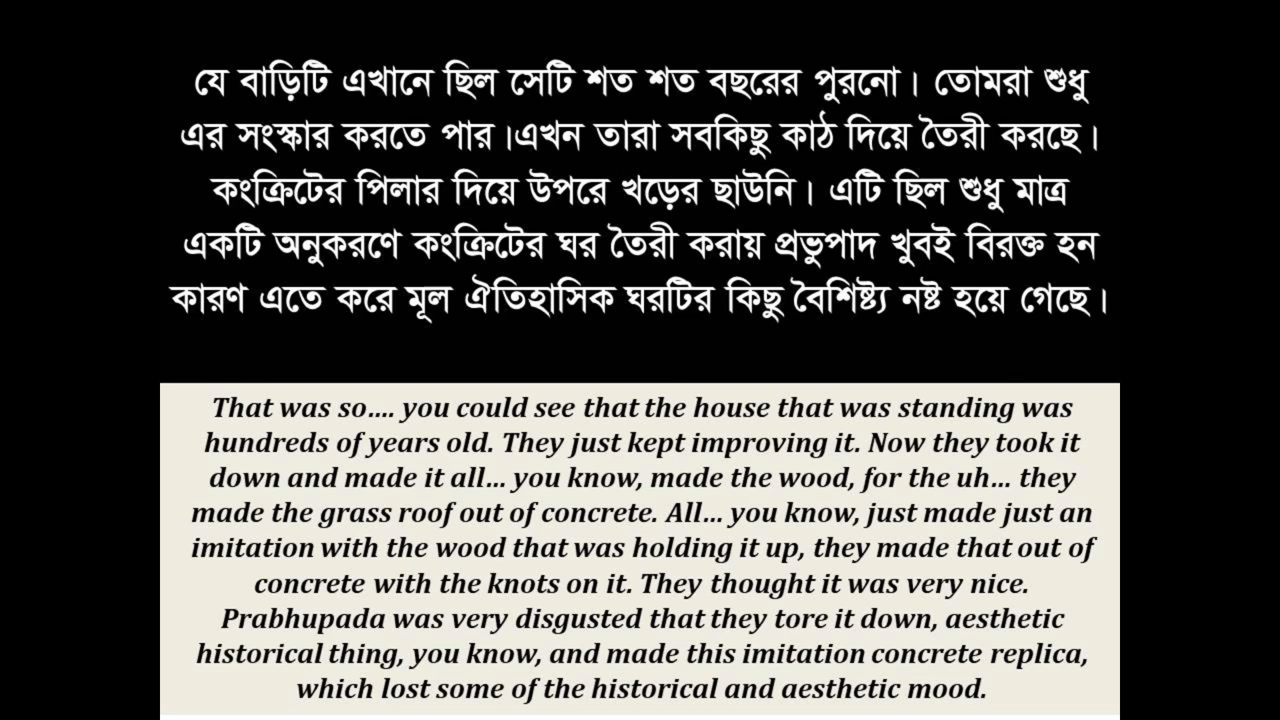 যে বাড়িটি এখানে ছিল সেটি শত শত বছরের পুরনো। তোমরা শুধু
এর সংস্কার করতে পার।এখন তারা সবকিছু কাঠ দিয়ে তৈরী করছে।
কংক্রিটের পিলার দিয়ে উপরে খড়ের ছাউনি। এটি ছিল শুধু মাত্র
একটি অনুকরণে কংক্রিটের ঘর তৈরী করায় প্রভুপাদ খুবই বিরক্ত হন
কারণ এতে করে মূল ঐতিহাসিক ঘরটির কিছু বৈশিষ্ট্য নষ্ট হয়ে গেছে।
That was so.... you could see that the house that was standing was
hundreds of years old. They just kept improving it. Now they took it
down and made it all... you know, made the wood, for the uh... they
made the grass roof out of concrete. All... you know, just made just an
imitation with the wood that was holding it up, they made that out of
concrete with the knots on it. They thought it was very nice.
Prabhupada was very disgusted that they tore it down, aesthetic
historical thing, you know, and made this imitation concrete replica,
which lost some of the historical and aesthetic mood.